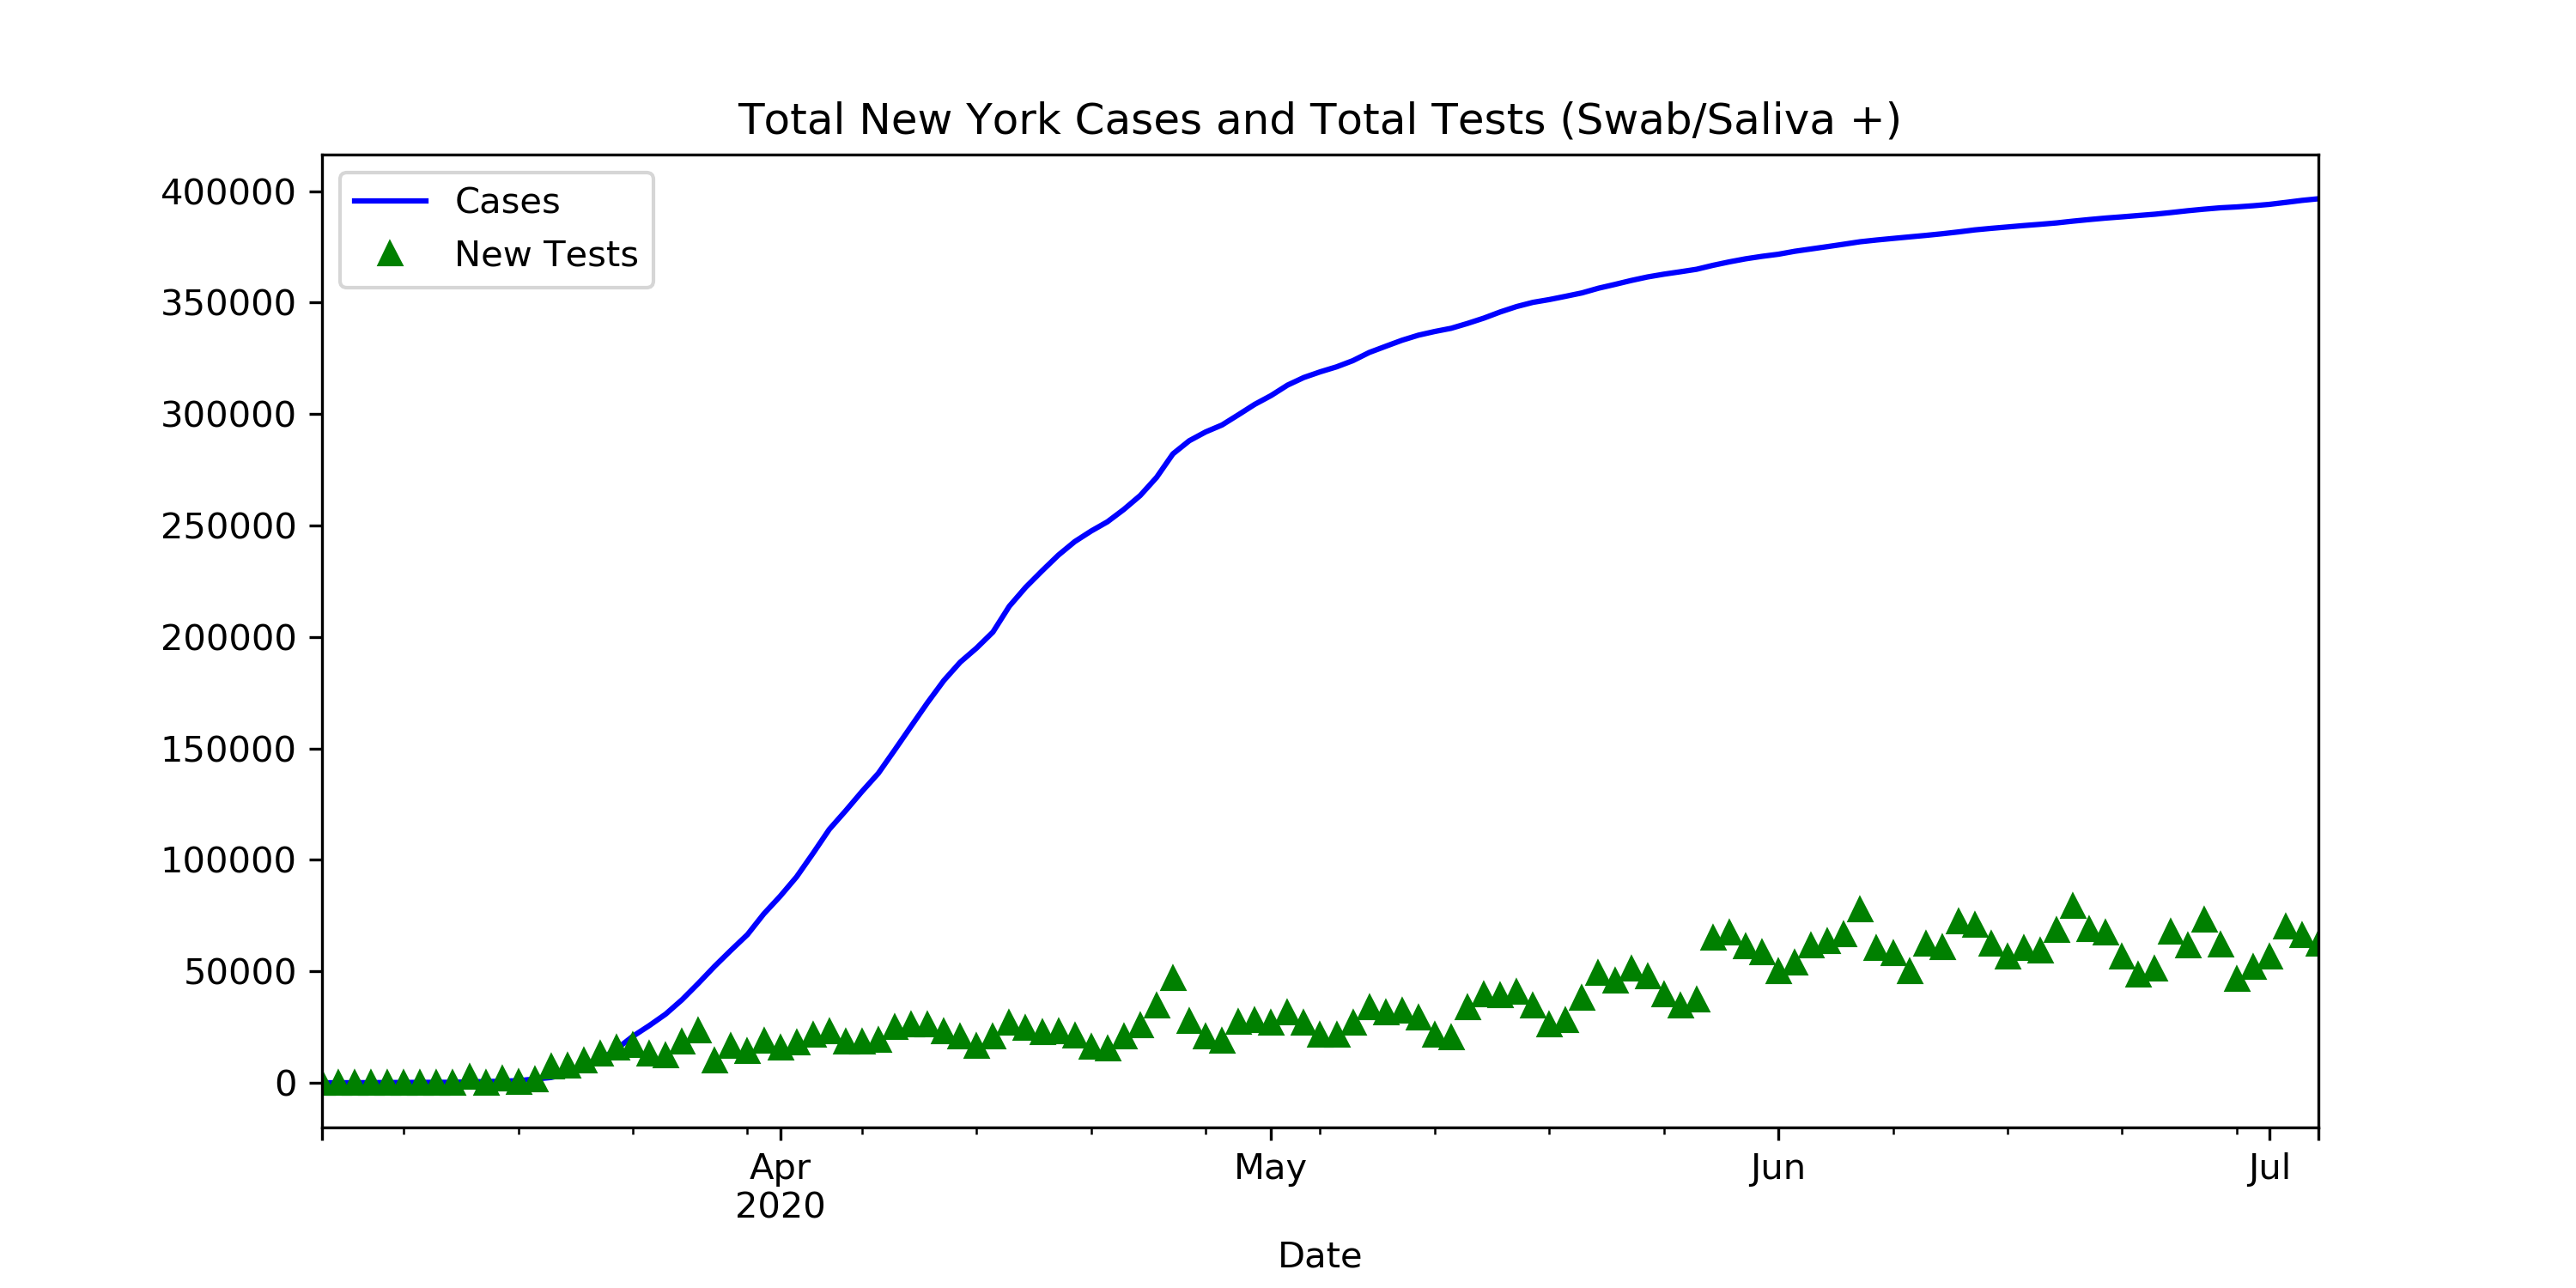 Total New York Cases and Total Tests (Swab/Saliva +)
Cases
New Tests
400000
350000
300000
250000
200000
150000
100000
50000
0
Apr
2020
May
Jun
Jul
Date